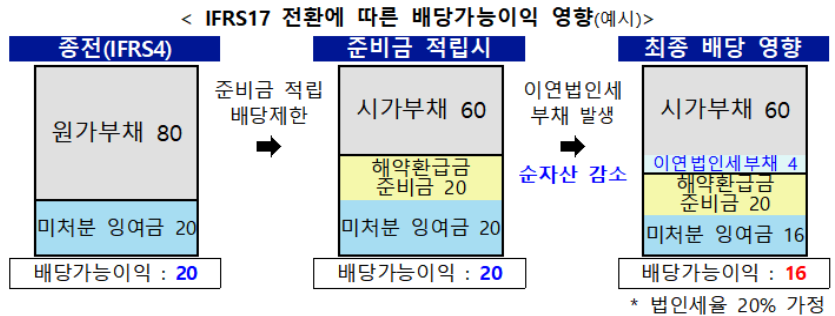 < IFRS17 전환에 따른 배당가능이익 영향(예시)>
종전(IFRS4)
원가부채 80
미처분 잉여금 20
배당가능이익 : 20
준비금 적립
배당제한
준비금 적립시
시가부채 60
해약환급금
준비금 20
미처분 잉여금 20
배당가능이익 : 20
이연법인세
부채 발생
순자산 감소
최종 배당 영향
시가부채 60
이연법인세부채 4
해약환급금
준비금 20
미처분 잉여금 16
배당가능이익 : 16
* 법인세율 20% 가정